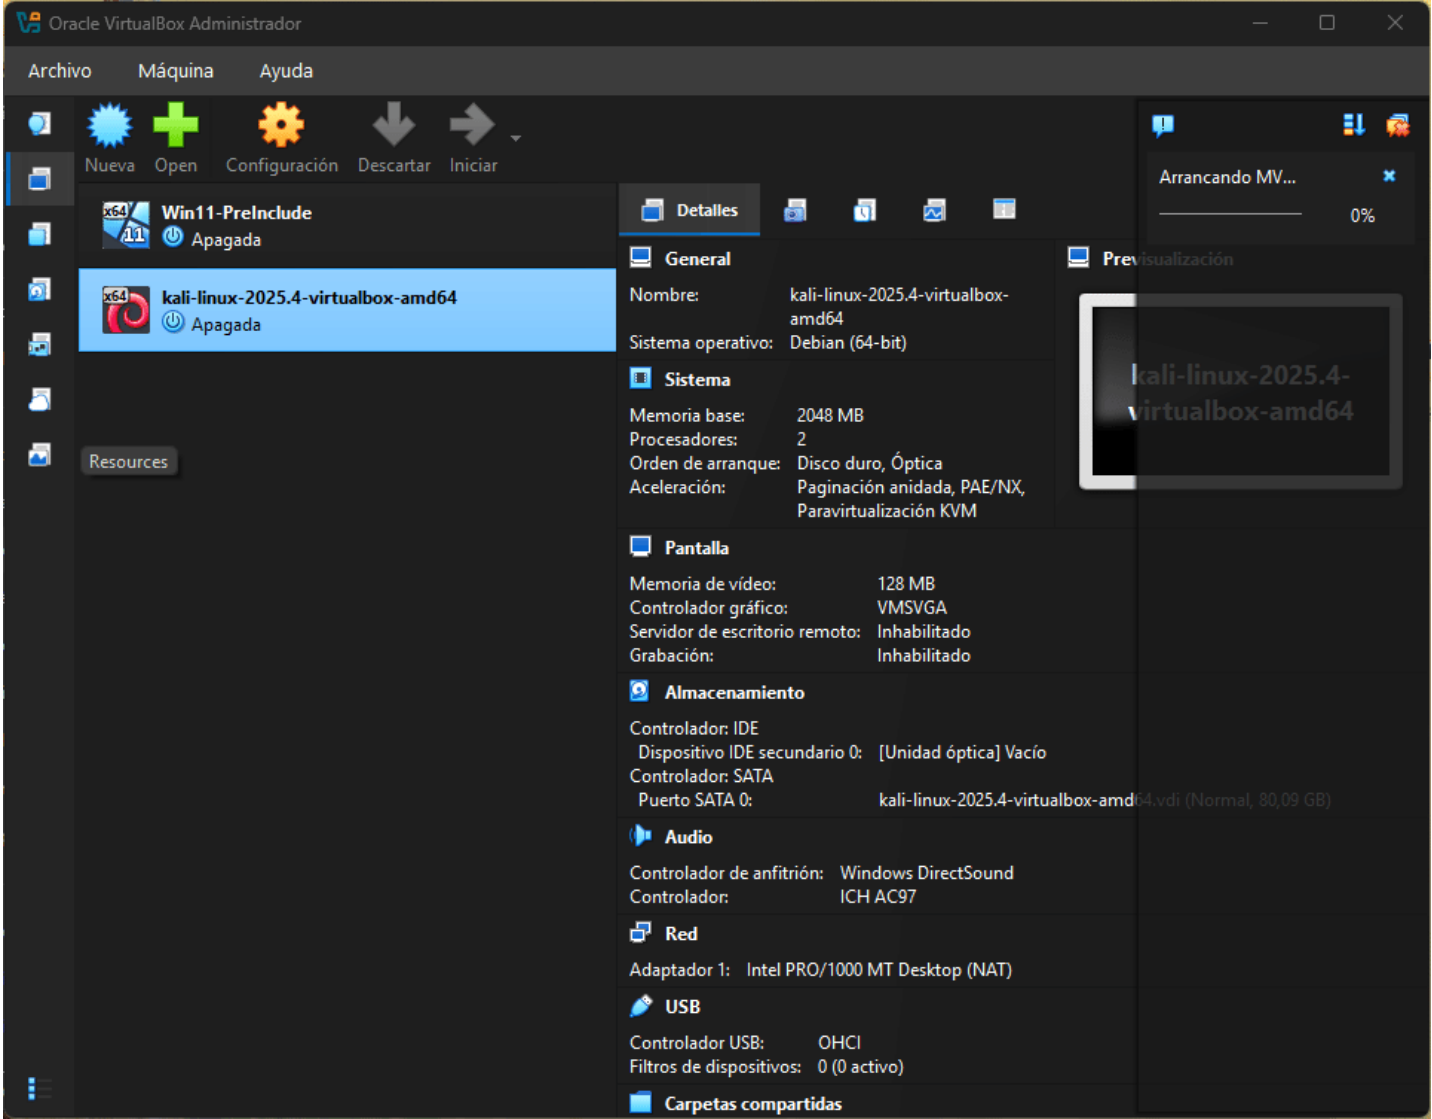 Oracle VirtualBox Administrador
Archivo Máquina Ayuda
Nueva Open Configuración Descartar Iniciar
x64
11
Win11-PreInclude
Apagada
x64
kali-linux-2025.4-virtualbox-amd64
Apagada
Resources
Detalles
General
Nombre: kali-linux-2025.4-virtualbox-
amd64
Sistema operativo: Debian (64-bit)
Sistema
Memoria base: 2048 MB
Procesadores: 2
Orden de arranque: Disco duro, Óptica
Aceleración: Paginación anidada, PAE/NX,
Paravirtualización KVM
Previsualización
kali-linux-2025.4-
virtualbox-amd64
Pantalla
Memoria de vídeo: 128 MB
Controlador gráfico: VMSVGA
Servidor de escritorio remoto: Inhabilitado
Grabación: Inhabilitado
Almacenamiento
Controlador: IDE
Dispositivo IDE secundario 0: [Unidad óptica] Vacío
Controlador: SATA
Puerto SATA 0: kali-linux-2025.4-virtualbox-amd64.vdi (Normal, 80,09 GB)
Audio
Controlador de anfitrión: Windows DirectSound
Controlador: ICH AC97
Red
Adaptador 1: Intel PRO/1000 MT Desktop (NAT)
USB
Controlador USB: OHCI
Filtros de dispositivos: 0 (0 activo)
Carpetas compartidas
Arrancando MV...
0%